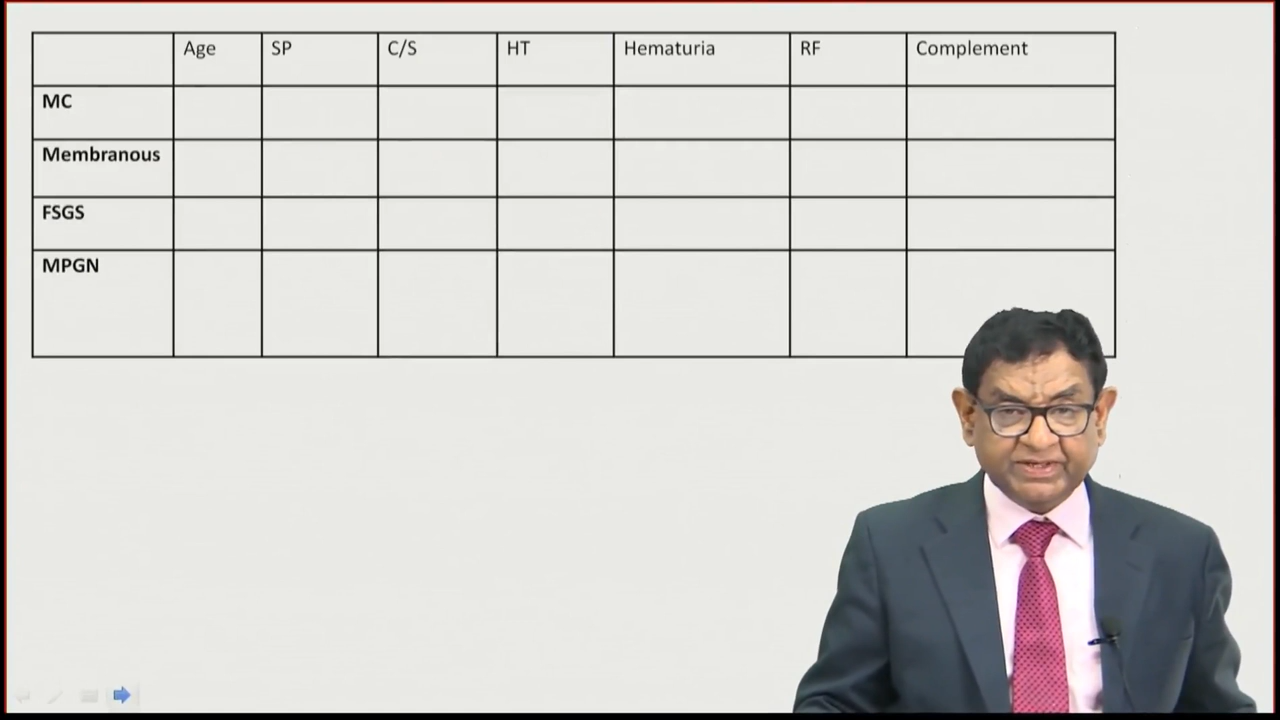 Age SP C/S HT Hematuria RF Complement
MC
Membranous
FSGS
MPGN